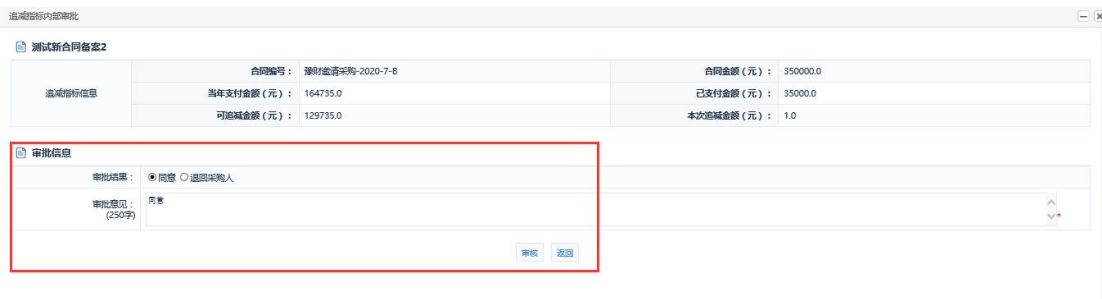 追减指标内部审批
测试新合同备案2
追减指标信息
合同编号： 豫财邀请采购-2020-7-B 合同金额 (元)： 350000.0
当年支付金额 (元)： 164735.0 已支付金额 (元)： 35000.0
可追减金额 (元)： 129735.0 本次追减金额 (元)： 1.0
审批信息
审批结果： 同意 退回采购人
审批意见： 同意
(250字) *
审核 返回